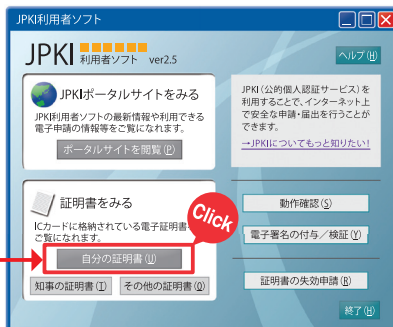 JPKI利用者ソフト
JPKI 利用者ソフト ver2.5
ヘルプ(H)
JPKIポータルサイトをみる
JPKI利用者ソフトの最新情報や利用できる
電子申請の情報等をご覧になれます。
ポータルサイトを閲覧(P)
JPKI(公的個人認証サービス)を
利用することで、インターネット上
で安全な申請・届出を行うことが
できます。
→JPKIについてもっと知りたい!
証明書をみる
ICカードに格納されている電子証明書
ご覧になれます。
Click
自分の証明書(U)
知事の証明書(T) その他の証明書(O)
動作確認(S)
電子署名の付与/検証(Y)
証明書の失効申請(R)
終了(H)